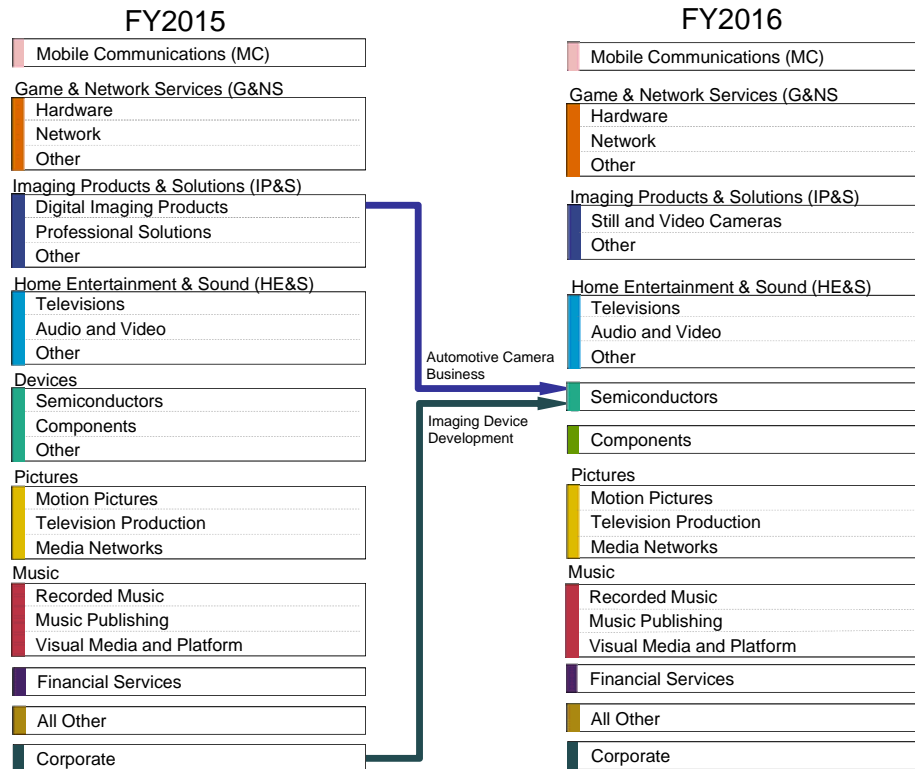 FY2015
Mobile Communications (MC)
Game & Network Services (G&NS
Hardware
Network
Other
Imaging Products & Solutions (IP&S)
Digital Imaging Products
Professional Solutions
Other
Home Entertainment & Sound (HE&S)
Televisions
Audio and Video
Other
Devices
Semiconductors
Components
Other
Pictures
Motion Pictures
Television Production
Media Networks
Music
Recorded Music
Music Publishing
Visual Media and Platform
Financial Services
All Other
Corporate
Automotive Camera
Business
Imaging Device
Development
FY2016
Mobile Communications (MC)
Game & Network Services (G&NS
Hardware
Network
Other
Imaging Products & Solutions (IP&S)
Still and Video Cameras
Other
Home Entertainment & Sound (HE&S)
Televisions
Audio and Video
Other
Semiconductors
Components
Pictures
Motion Pictures
Television Production
Media Networks
Music
Recorded Music
Music Publishing
Visual Media and Platform
Financial Services
All Other
Corporate